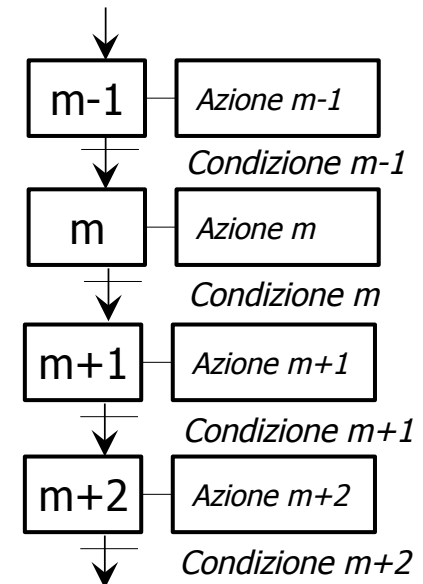 m-1 Azione m-1
Condizione m-1
m Azione m
Condizione m
m+1 Azione m+1
Condizione m+1
m+2 Azione m+2
Condizione m+2